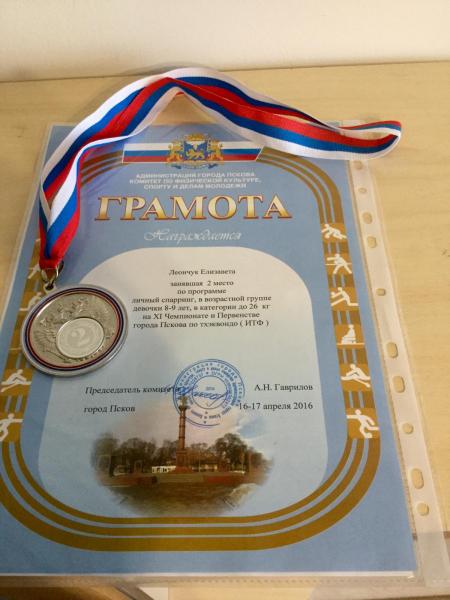 АДМИНИСТРАЦИЯ ГОРОДА ПСКОВА
КОМИТЕТ ПО ФИЗИЧЕСКОЙ КУЛЬТУРЕ,
СПОРТУ И ДЕЛАМ МОЛОДЕЖИ
ГРАМОТА
Награждается
Леончук Елизавета
занявшая 2 место
по программе
личный спарринг, в возрастной группе
девочки 8-9 лет, в категории до 26 кг
на XI Чемпионате и Первенстве
города Пскова по тхэквондо ( ИТФ )
2
Председатель комитета
А.Н. Гаврилов
город Псков
16-17 апреля 2016